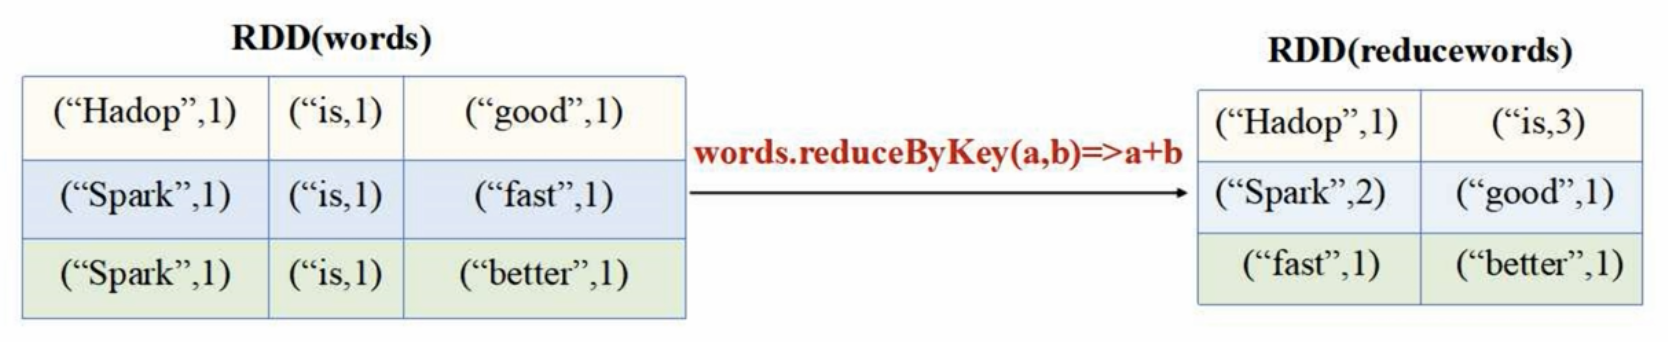 RDD(words)
(“Hadop”,1) (“is,1) (“good”,1)
(“Spark”,1) (“is,1) (“fast”,1)
(“Spark”,1) (“is,1) (“better”,1)
words.reduceByKey(a,b)=>a+b
RDD(reducewords)
(“Hadop”,1) (“is,3)
(“Spark”,2) (“good”,1)
(“fast”,1) (“better”,1)